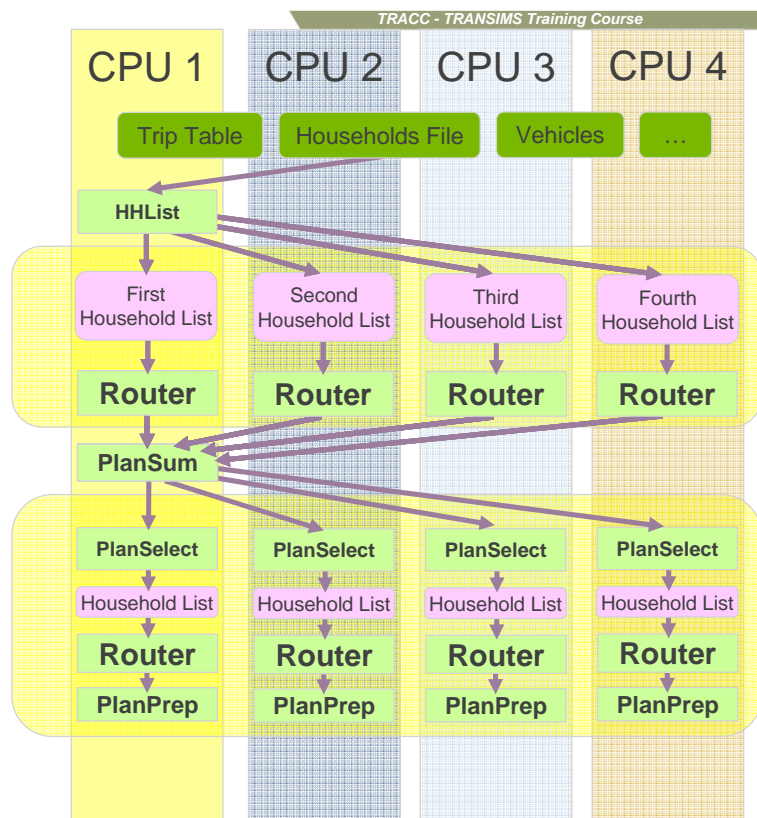 TRACC - TRANSIMS Training Course
CPU 1 CPU 2 CPU 3 CPU 4
Trip Table Households File Vehicles …
HHList
First Second Third Fourth
Household List Household List Household List Household List
Router Router Router Router
PlanSum
PlanSelect PlanSelect PlanSelect PlanSelect
Household List Household List Household List Household List
Router Router Router Router
PlanPrep PlanPrep PlanPrep PlanPrep